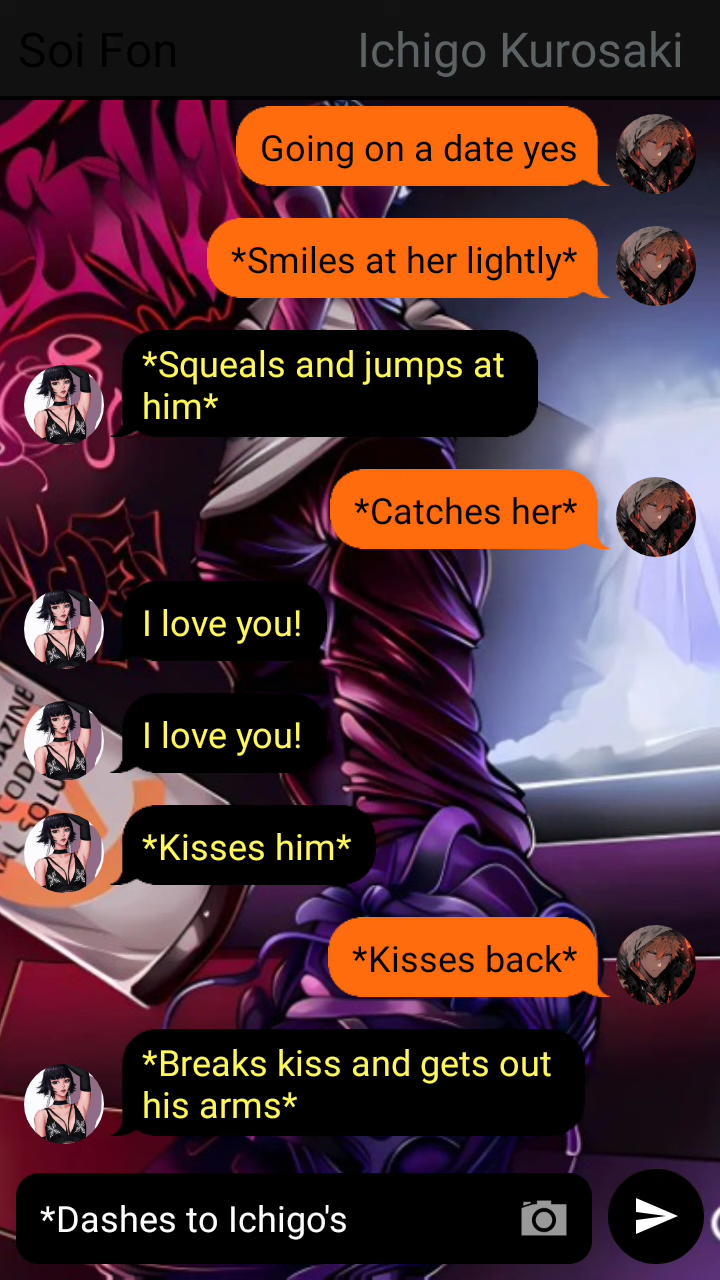 Soi Fon
Ichigo Kurosaki
Going on a date yes
*Smiles at her lightly*
*Squeals and jumps at
him*
*Catches her*
I love you!
I love you!
*Kisses him*
*Kisses back*
*Breaks kiss and gets out
his arms*
*Dashes to Ichigo's